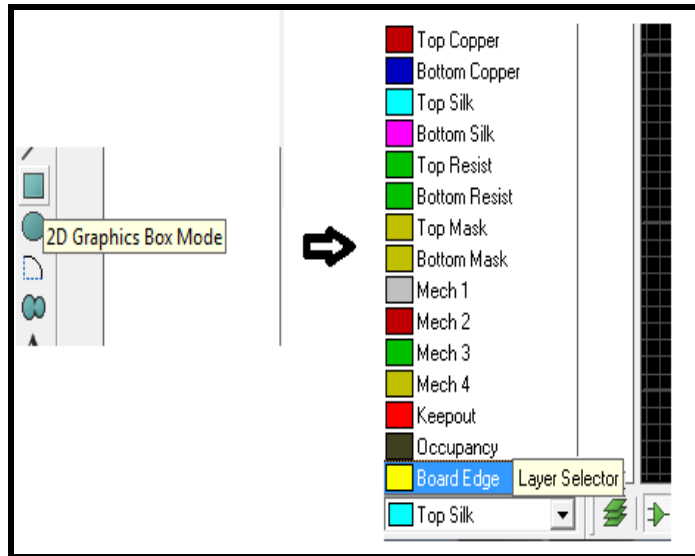 2D Graphics Box Mode
Top Copper
Bottom Copper
Top Silk
Bottom Silk
Top Resist
Bottom Resist
Top Mask
Bottom Mask
Mech 1
Mech 2
Mech 3
Mech 4
Keepout
Occupancy
Board Edge Layer Selector
Top Silk